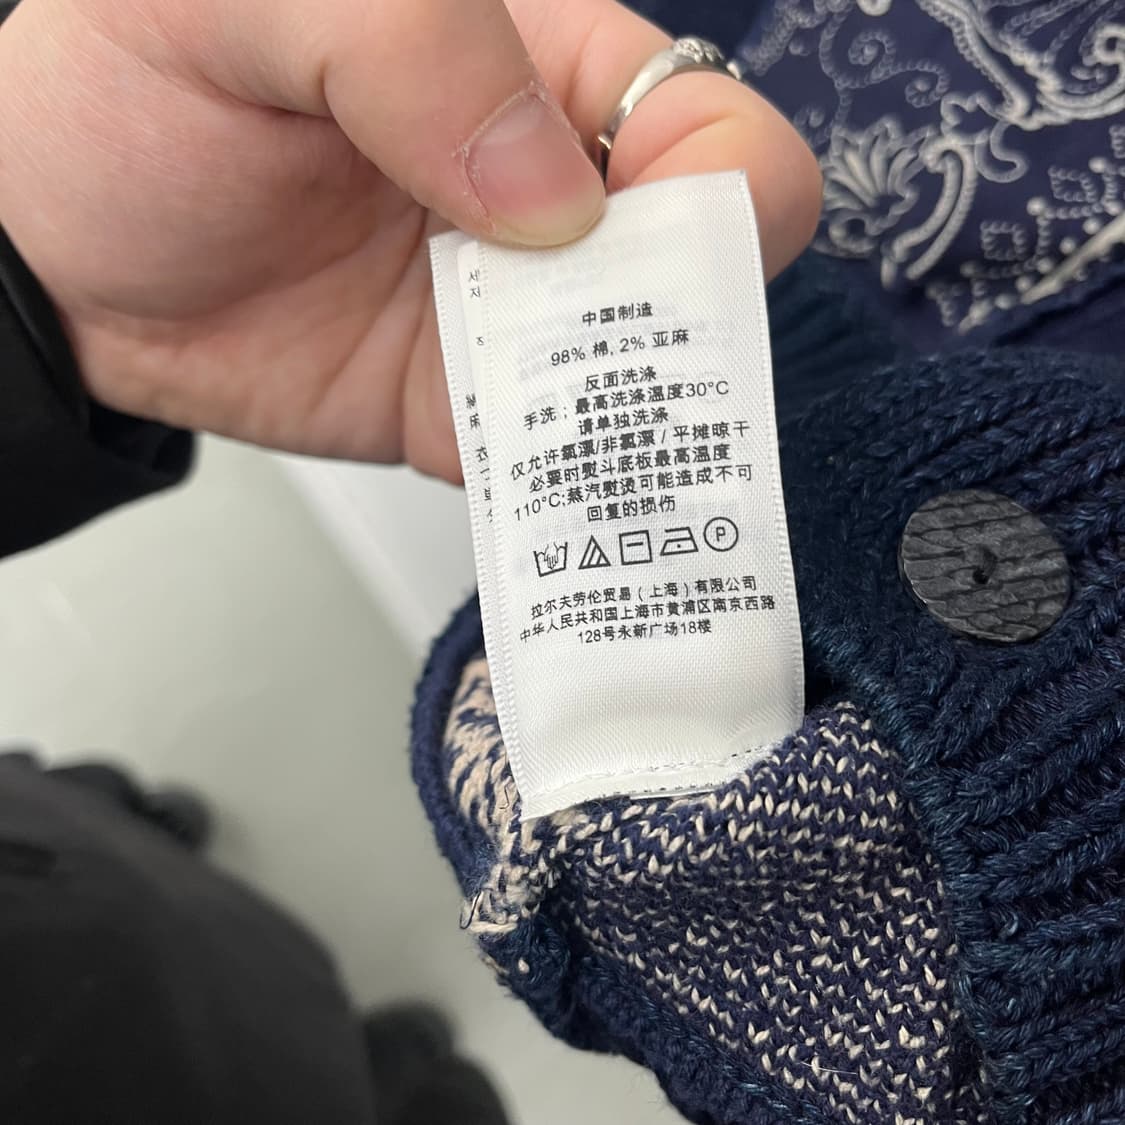 中国制造
98% 棉, 2% 亚麻
反面洗涤
手洗；最高洗涤温度30°C
请单独洗涤
仅允许氧漂/非氯漂 / 平摊晾干
必要时熨斗底板最高温度
110°C;蒸汽熨烫可能造成不可
回复的损伤
P
拉尔夫劳伦贸易（上海）有限公司
中华人民共和国上海市黄浦区南京西路
128号永新广场18楼